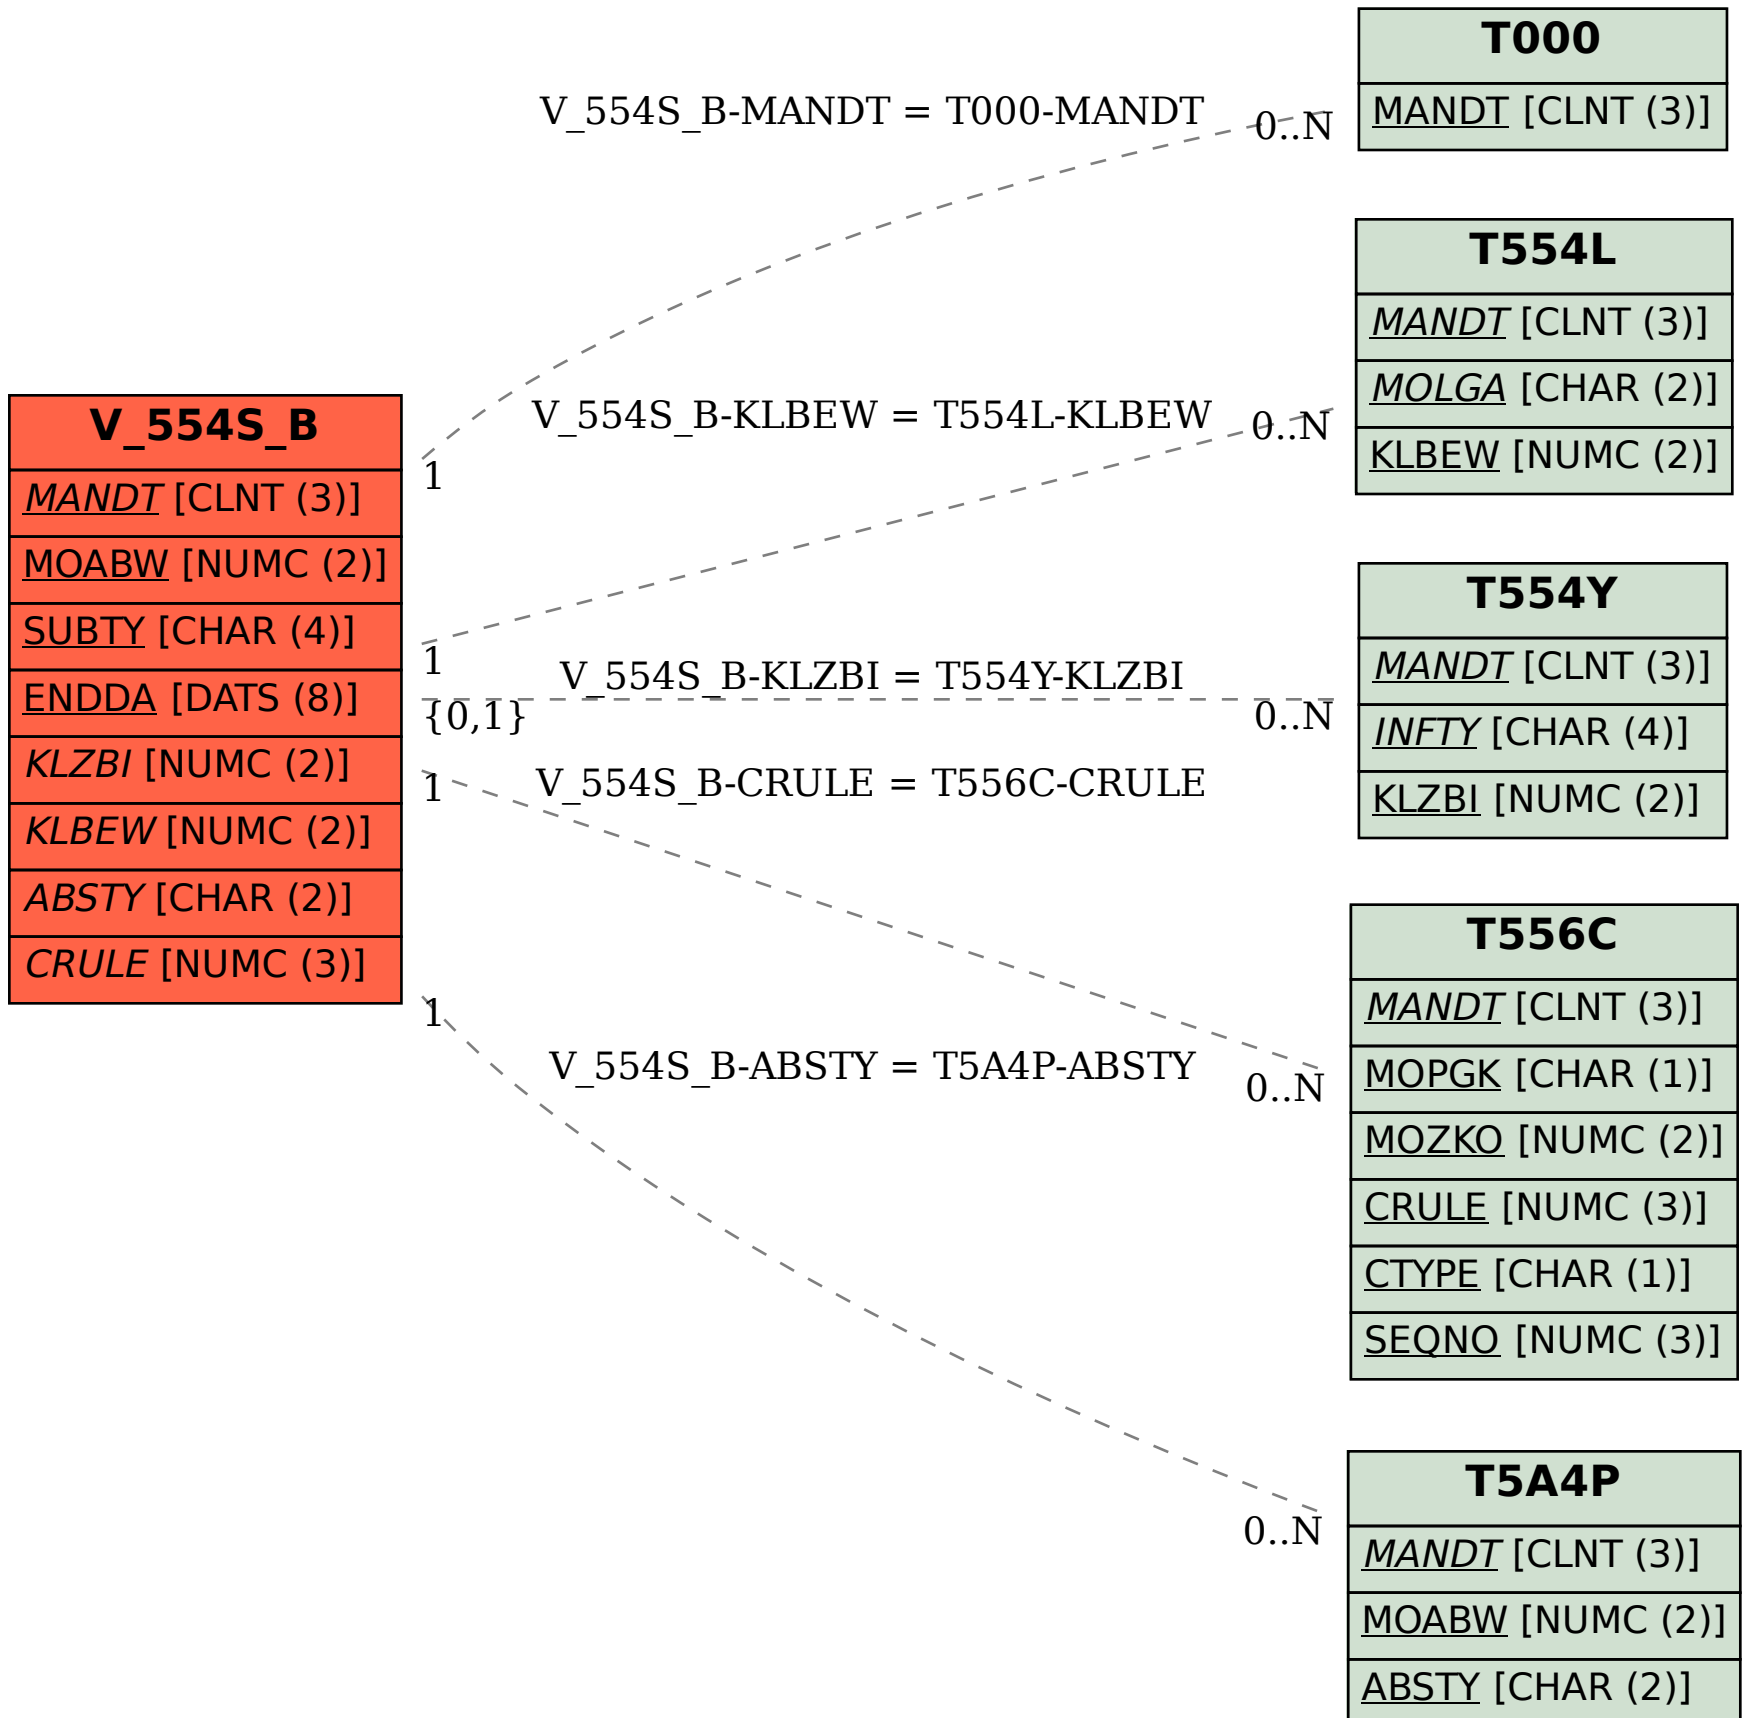 V_554S_B
MANDT [CLNT (3)]
MOABW [NUMC (2)]
SUBTY [CHAR (4)]
ENDDA [DATS (8)]
KLZBI [NUMC (2)]
KLBEW [NUMC (2)]
ABSTY [CHAR (2)]
CRULE [NUMC (3)]
V_554S_B-MANDT = T000-MANDT
0..N
1
V_554S_B-KLBEW = T554L-KLBEW
0..N
1
V_554S_B-KLZBI = T554Y-KLZBI
{0,1}
0..N
V_554S_B-CRULE = T556C-CRULE
1
0..N
V_554S_B-ABSTY = T5A4P-ABSTY
1
0..N
T000
MANDT [CLNT (3)]
T554L
MANDT [CLNT (3)]
MOLGA [CHAR (2)]
KLBEW [NUMC (2)]
T554Y
MANDT [CLNT (3)]
INFTY [CHAR (4)]
KLZBI [NUMC (2)]
T556C
MANDT [CLNT (3)]
MOPGK [CHAR (1)]
MOZKO [NUMC (2)]
CRULE [NUMC (3)]
CTYPE [CHAR (1)]
SEQNO [NUMC (3)]
T5A4P
MANDT [CLNT (3)]
MOABW [NUMC (2)]
ABSTY [CHAR (2)]